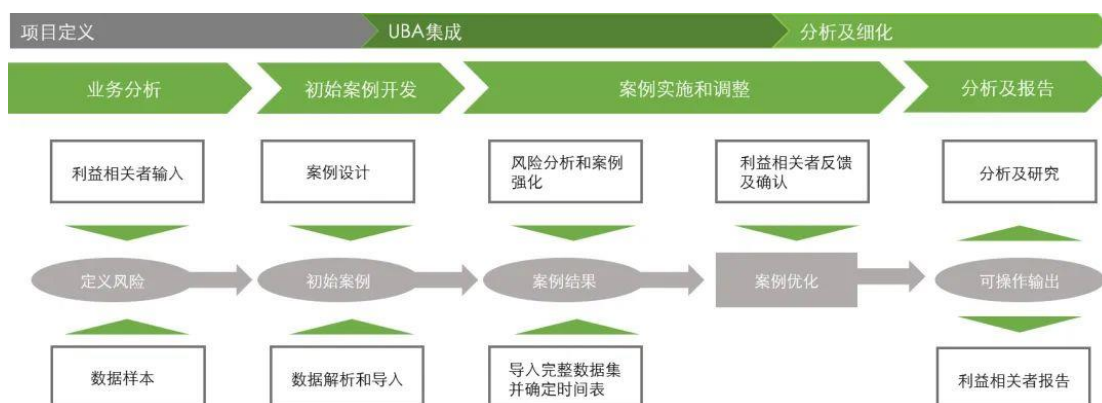 项目定义
UBA集成
分析及细化
业务分析
初始案例开发
案例实施和调整
分析及报告
利益相关者输入
案例设计
风险分析和案例
强化
利益相关者反馈
及确认
分析及研究
定义风险
初始案例
案例结果
案例优化
可操作输出
数据样本
数据解析和导入
导入完整数据集
并确定时间表
利益相关者报告